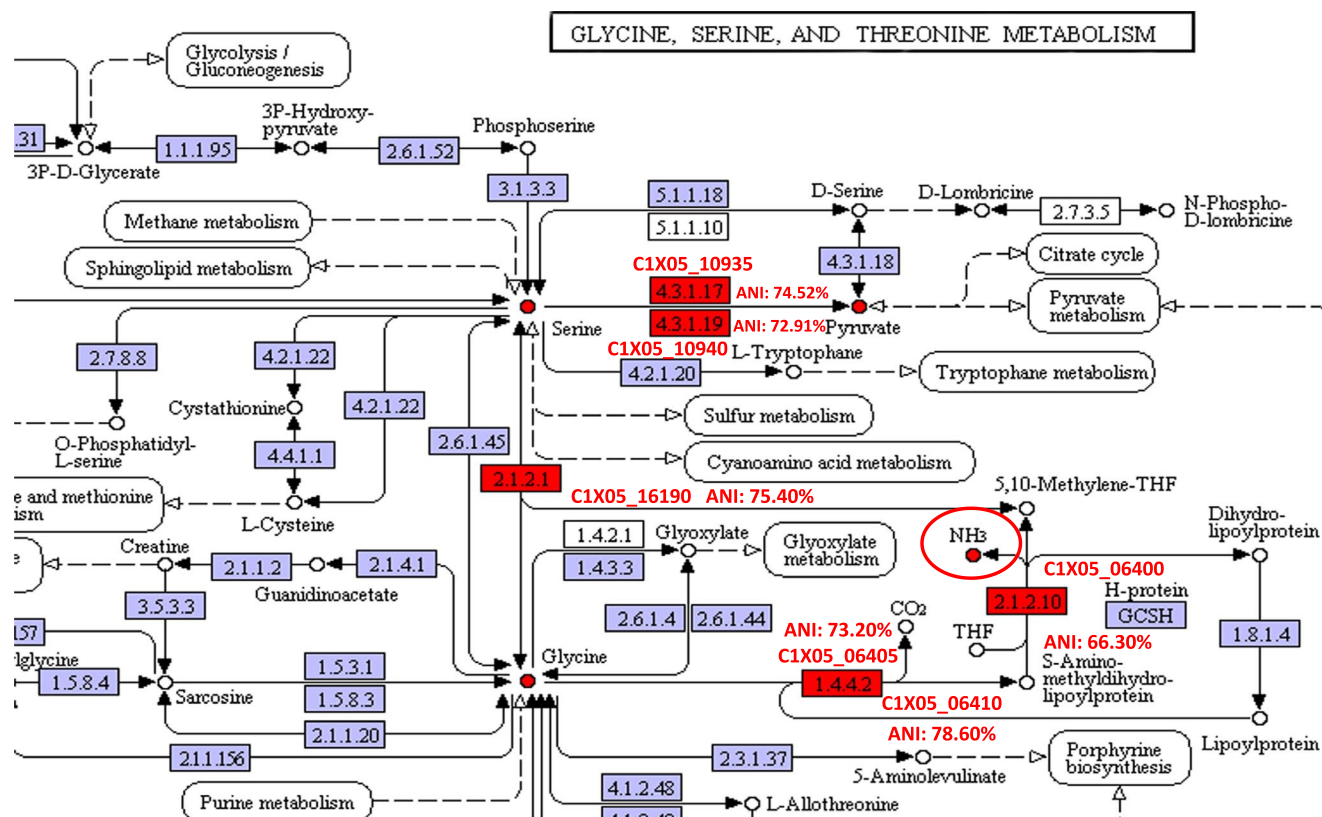 GLYCINE, SERINE, AND THREONINE METABOLISM
Glycolysis /
Gluconeogenesis
3P-Hydroxy-
pyruvate
Phosphoserine
.31
1.1.1.95
2.6.1.52
3P-D-Glycerate
3.1.3.3
5.1.1.18
5.1.1.10
D-Serine
D-Lombricine
2.7.3.5
N-Phospho-
D-lombricine
Methane metabolism
Sphingolipid metabolism
4.3.1.18
Citrate cycle
C1X05_10935
4.3.1.17
ANI: 74.52%
Pyruvate
metabolism
Serine
4.3.1.19
ANI: 72.91%
Pyruvate
C1X05_10940
2.7.8.8
4.2.1.22
L-Tryptophane
4.2.1.20
Tryptophane metabolism
Cystathionine
4.2.1.22
Sulfur metabolism
O-Phosphatidyl-
L-serine
4.4.1.1
2.6.1.45
Cyanoamino acid metabolism
2.1.2.1
e and methionine
lism
C1X05_16190 ANI: 75.40%
5,10-Methylene-THF
L-Cysteine
Dihydro-
lipoylprotein
1.4.2.1
1.4.3.3
Glyoxylate
Glyoxylate
metabolism
NH3
Creatine
2.1.1.2
2.1.4.1
Guanidinoacetate
C1X05_06400
3.5.3.3
2.6.1.4
2.6.1.44
CO2
2.1.2.10
H-protein
GCSH
157
ANI: 73.20%
THF
1.8.1.4
lglycine
Glycine
C1X05_06405
ANI: 66.30%
1.5.8.4
Sarcosine
1.5.3.1
1.5.8.3
1.4.4.2
S-Amino-
methyldihydro-
lipoylprotein
C1X05_06410
2.1.1.20
ANI: 78.60%
Lipoylprotein
2.1.1.156
2.3.1.37
5-Aminolevulinate
Porphyrine
biosynthesis
Purine metabolism
4.1.2.48
L-Allothreonine